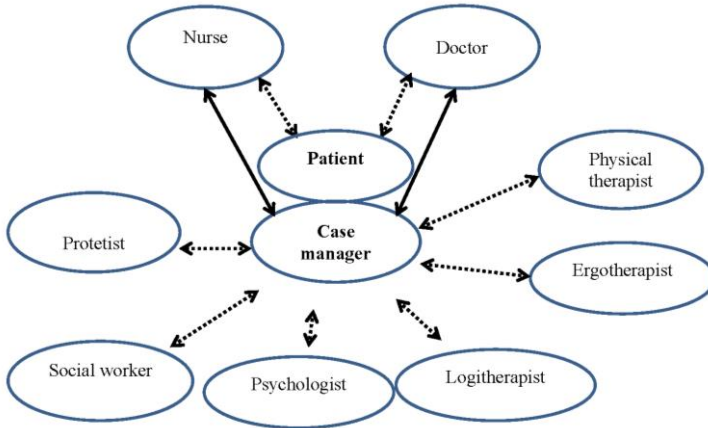 Nurse
Doctor
Patient
Physical
therapist
Case
manager
Protetist
Ergotherapist
Social worker
Psychologist
Logitherapist